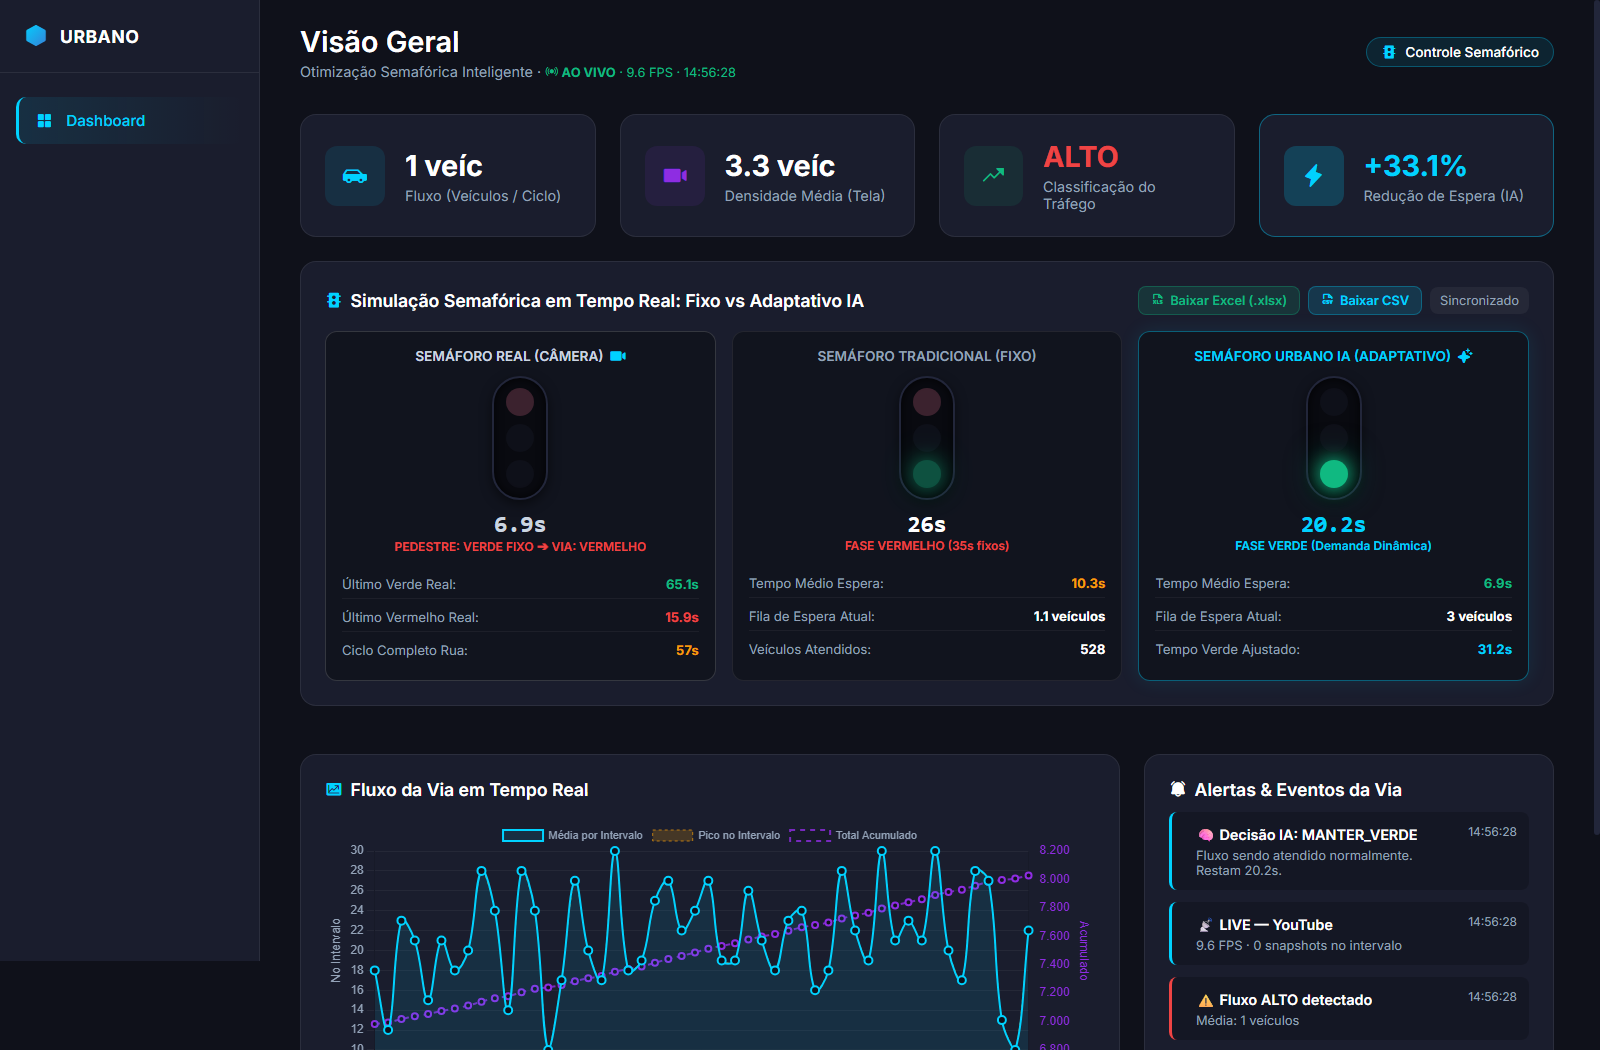 URBANO
Dashboard
Visão Geral
Otimização Semafórica Inteligente · AO VIVO · 9.6 FPS · 14:56:28
Controle Semafórico
1 veíc
Fluxo (Veículos / Ciclo)
3.3 veíc
Densidade Média (Tela)
ALTO
Classificação do
Tráfego
+33.1%
Redução de Espera (IA)
Simulação Semafórica em Tempo Real: Fixo vs Adaptativo IA
Baixar Excel (.xlsx)
Baixar CSV
Sincronizado
SEMÁFORO REAL (CÂMERA)
6.9s
PEDESTRE: VERDE FIXO ➔ VIA: VERMELHO
Último Verde Real: 65.1s
Último Vermelho Real: 15.9s
Ciclo Completo Rua: 57s
SEMÁFORO TRADICIONAL (FIXO)
26s
FASE VERMELHO (35s fixos)
Tempo Médio Espera: 10.3s
Fila de Espera Atual: 1.1 veículos
Veículos Atendidos: 528
SEMÁFORO URBANO IA (ADAPTATIVO)
20.2s
FASE VERDE (Demanda Dinâmica)
Tempo Médio Espera: 6.9s
Fila de Espera Atual: 3 veículos
Tempo Verde Ajustado: 31.2s
Fluxo da Via em Tempo Real
Média por Intervalo
Pico no Intervalo
Total Acumulado
No Intervalo
30
28
26
24
22
20
18
16
14
12
10
8.200
8.000
7.800
7.600
7.400
7.200
7.000
6.800
Acumulado
Alertas & Eventos da Via
Decisão IA: MANTER_VERDE 14:56:28
Fluxo sendo atendido normalmente.
Restam 20.2s.
LIVE — YouTube 14:56:28
9.6 FPS · 0 snapshots no intervalo
Fluxo ALTO detectado 14:56:28
Média: 1 veículos